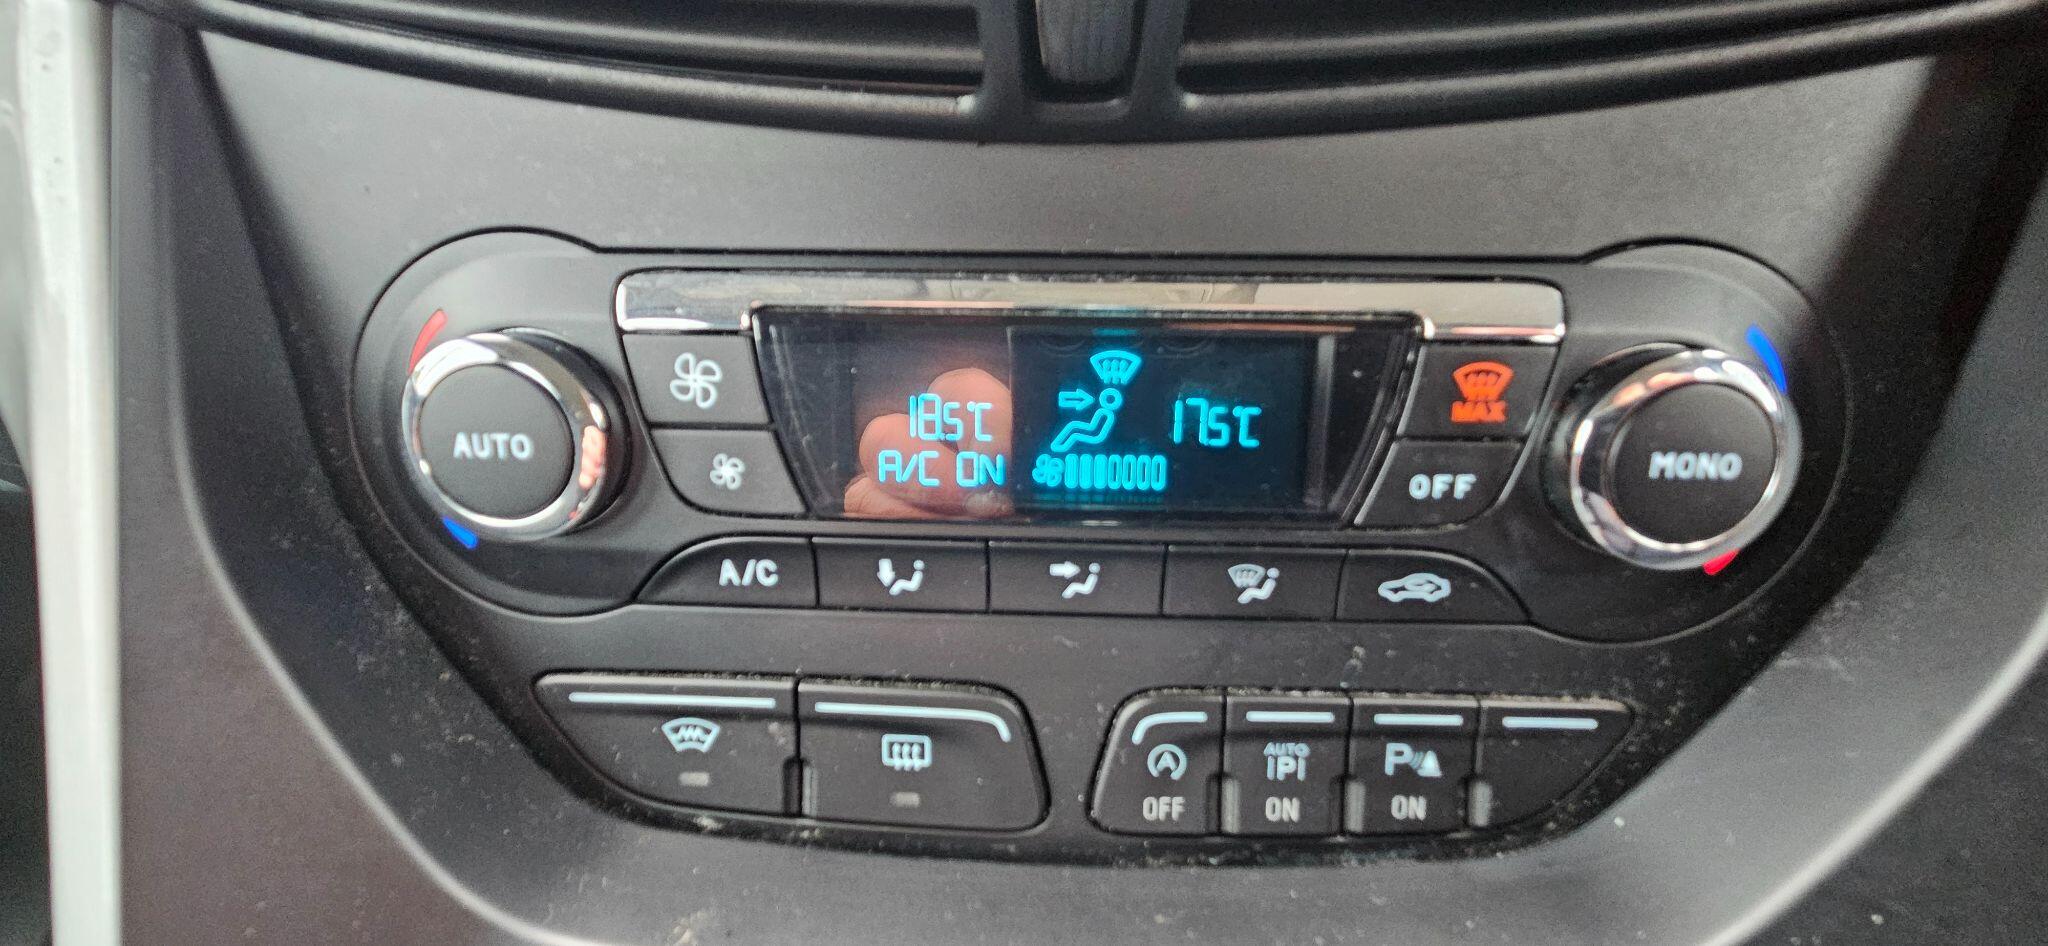 18.5°C
17.5°C
A/C ON
AUTO
MAX
OFF
MONO
A/C
A
OFF
AUTO
P
ON
P
ON